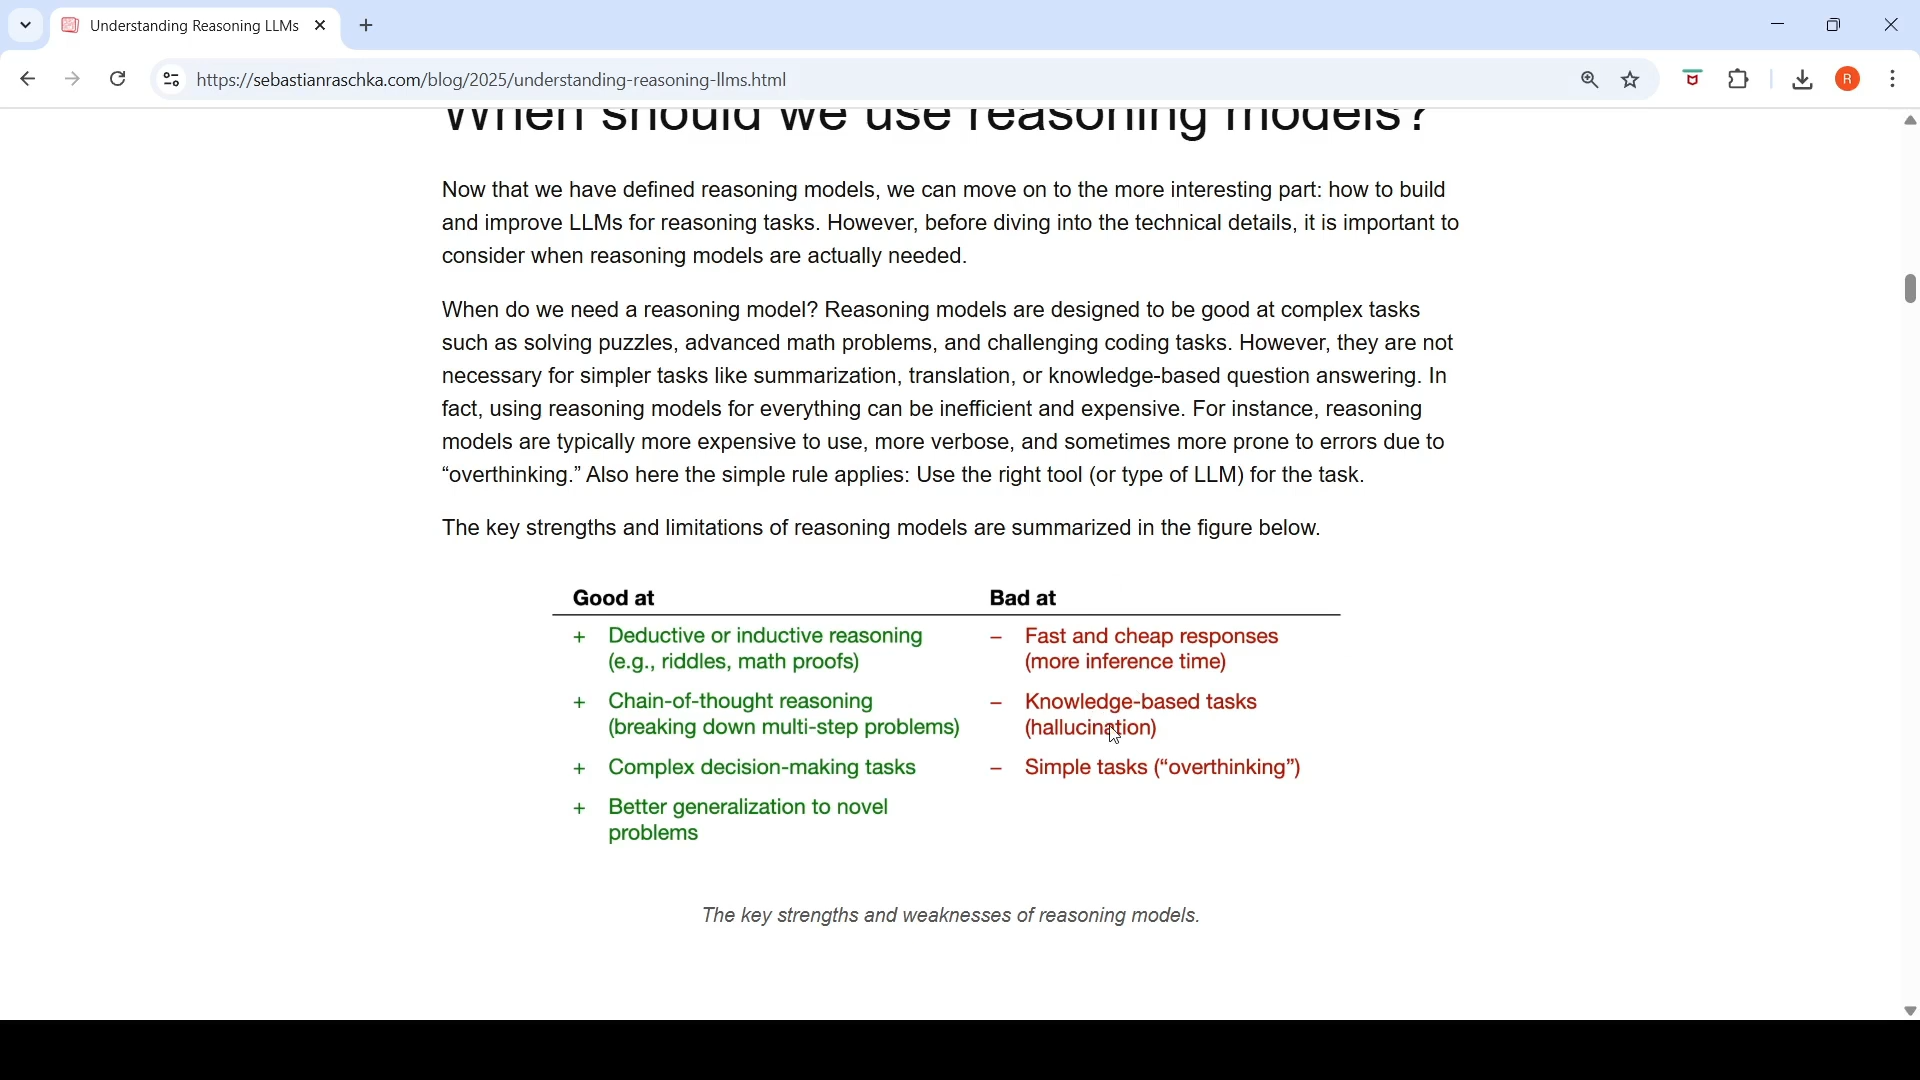 Understanding Reasoning LLMs
https://sebastianraschka.com/blog/2025/understanding-reasoning-llms.html
R
When should we use reasoning models?
Now that we have defined reasoning models, we can move on to the more interesting part: how to build
and improve LLMs for reasoning tasks. However, before diving into the technical details, it is important to
consider when reasoning models are actually needed.
When do we need a reasoning model? Reasoning models are designed to be good at complex tasks
such as solving puzzles, advanced math problems, and challenging coding tasks. However, they are not
necessary for simpler tasks like summarization, translation, or knowledge-based question answering. In
fact, using reasoning models for everything can be inefficient and expensive. For instance, reasoning
models are typically more expensive to use, more verbose, and sometimes more prone to errors due to
“overthinking.” Also here the simple rule applies: Use the right tool (or type of LLM) for the task.
The key strengths and limitations of reasoning models are summarized in the figure below.
Good at
+ Deductive or inductive reasoning
(e.g., riddles, math proofs)
+ Chain-of-thought reasoning
(breaking down multi-step problems)
+ Complex decision-making tasks
+ Better generalization to novel
problems
Bad at
– Fast and cheap responses
(more inference time)
– Knowledge-based tasks
(hallucination)
– Simple tasks (“overthinking”)
The key strengths and weaknesses of reasoning models.